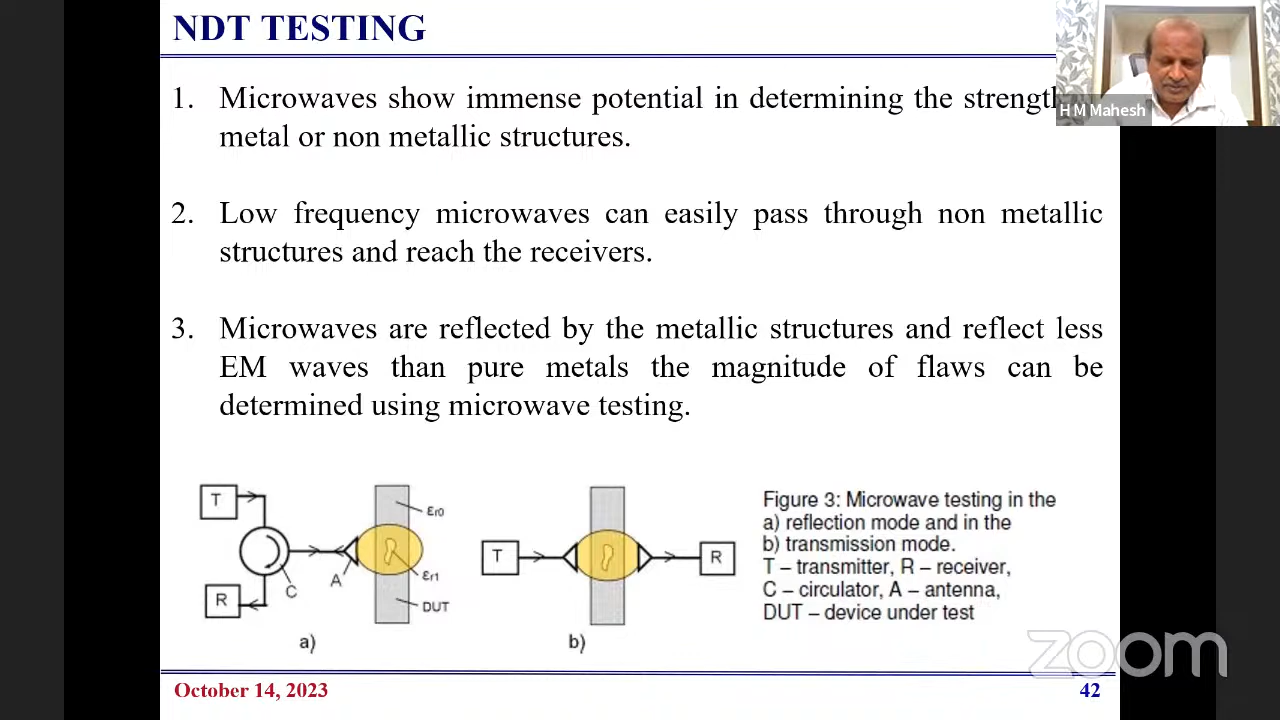 NDT TESTING
H M Mahesh
1. Microwaves show immense potential in determining the strength
metal or non metallic structures.
2. Low frequency microwaves can easily pass through non metallic
structures and reach the receivers.
3. Microwaves are reflected by the metallic structures and reflect less
EM waves than pure metals the magnitude of flaws can be
determined using microwave testing.
T
R
C
A
εr0
εr1
DUT
a)
T
R
b)
Figure 3: Microwave testing in the
a) reflection mode and in the
b) transmission mode.
T – transmitter, R – receiver,
C – circulator, A – antenna,
DUT – device under test
zoom
October 14, 2023
42